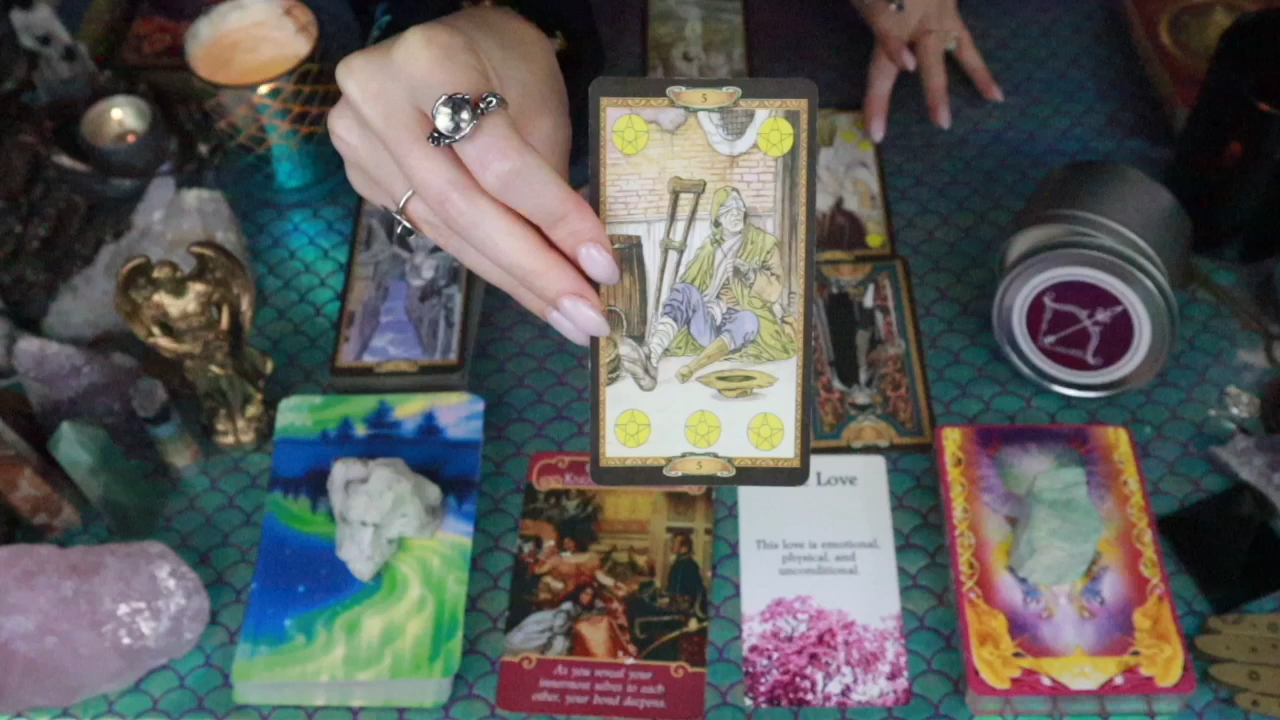 5
5
Love
This love is emotional,
physical, and
unconditional.
As you reveal your
innermost selves to each
other, your bond deepens.